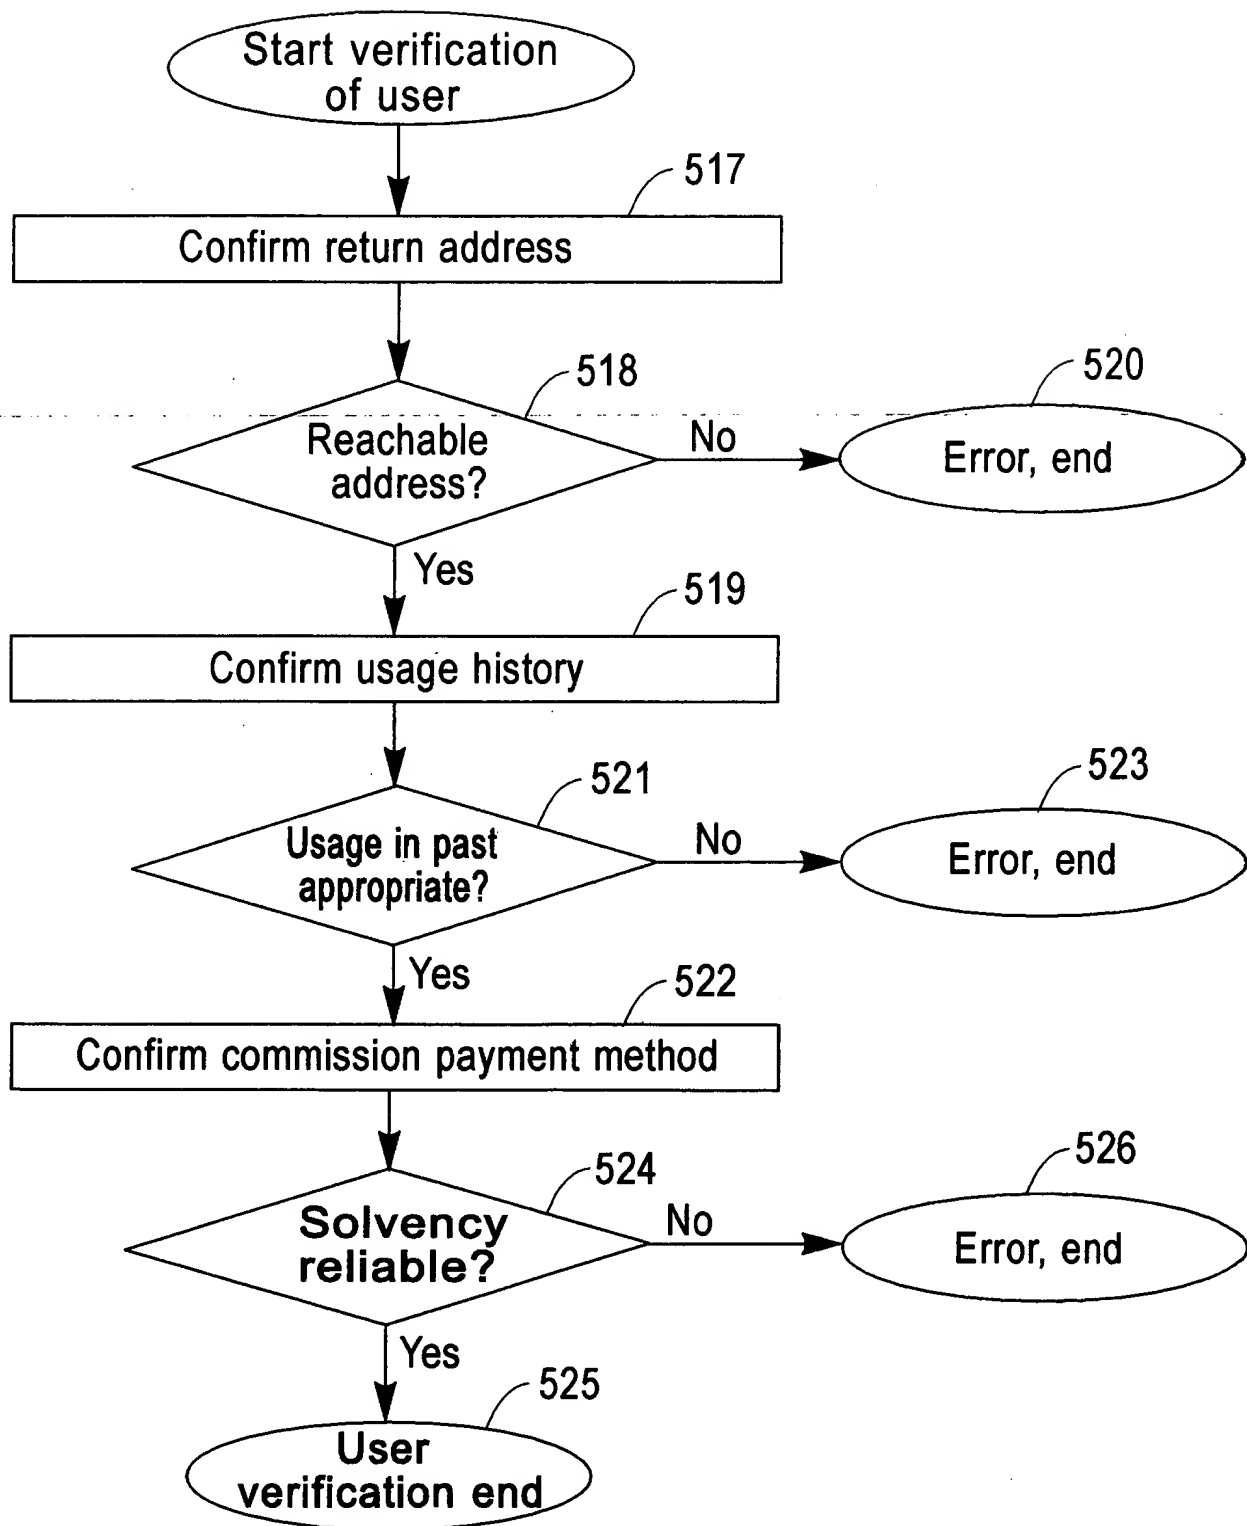 Start verification
of user
517
Confirm return address
518
520
Reachable
address?
No
Error, end
Yes
519
Confirm usage history
521
523
Usage in past
appropriate?
No
Error, end
Yes
522
Confirm commission payment method
524
526
Solvency
reliable?
No
Error, end
Yes
525
User
verification end